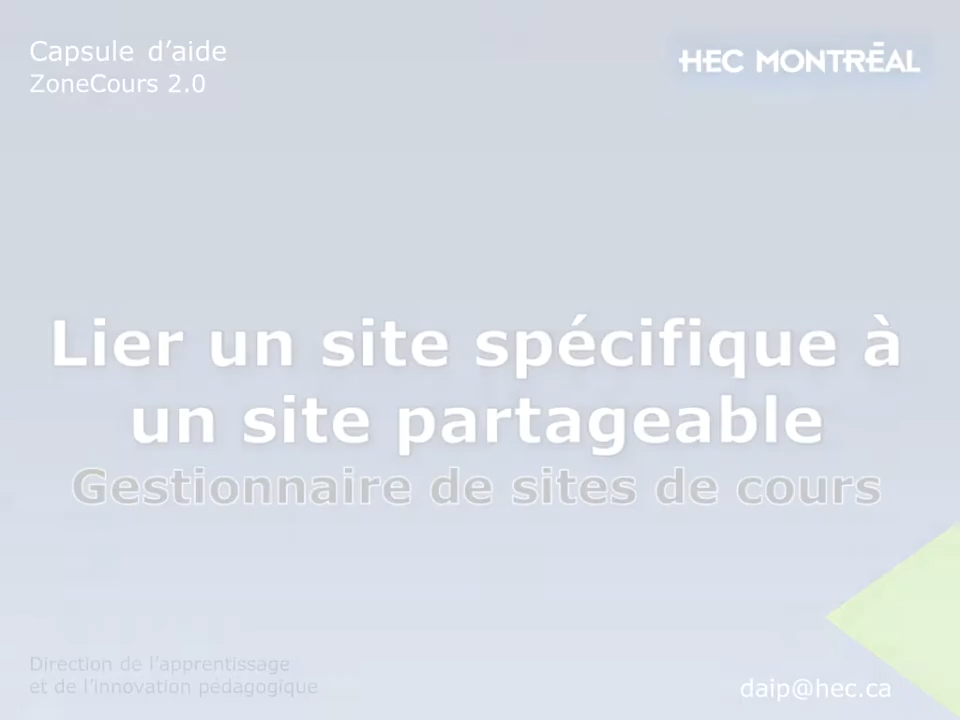 Capsule d’aide
ZoneCours 2.0
HEC MONTRÉAL
Lier un site spécifique à
un site partageable
Gestionnaire de sites de cours
Direction de l’apprentissage
et de l’innovation pédagogique
daip@hec.ca